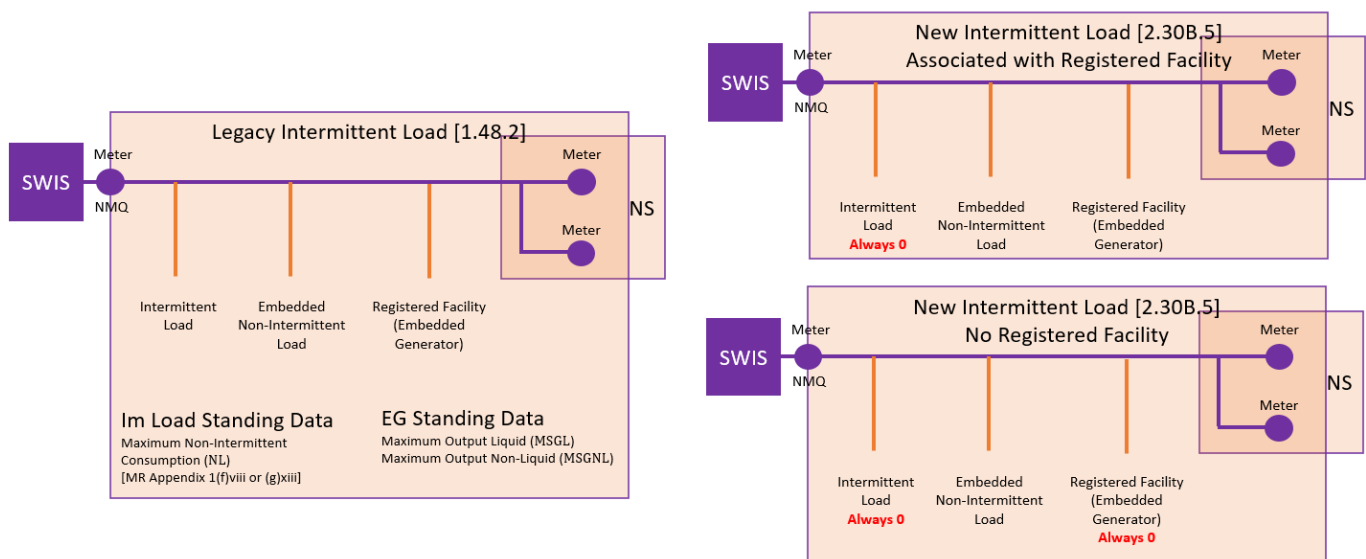 Legacy Intermittent Load [1.48.2]
SWIS
Meter
NMQ
Meter
Meter
NS
Intermittent
Load
Embedded
Non-Intermittent
Load
Registered Facility
(Embedded
Generator)
Im Load Standing Data
Maximum Non-Intermittent
Consumption (NL)
[MR Appendix 1(f)viii or (g)xiii]
EG Standing Data
Maximum Output Liquid (MSGL)
Maximum Output Non-Liquid (MSGNL)
New Intermittent Load [2.30B.5]
Associated with Registered Facility
SWIS
Meter
NMQ
Meter
Meter
NS
Intermittent
Load
Always 0
Embedded
Non-Intermittent
Load
Registered Facility
(Embedded
Generator)
New Intermittent Load [2.30B.5]
No Registered Facility
SWIS
Meter
NMQ
Meter
Meter
NS
Intermittent
Load
Always 0
Embedded
Non-Intermittent
Load
Registered Facility
(Embedded
Generator)
Always 0